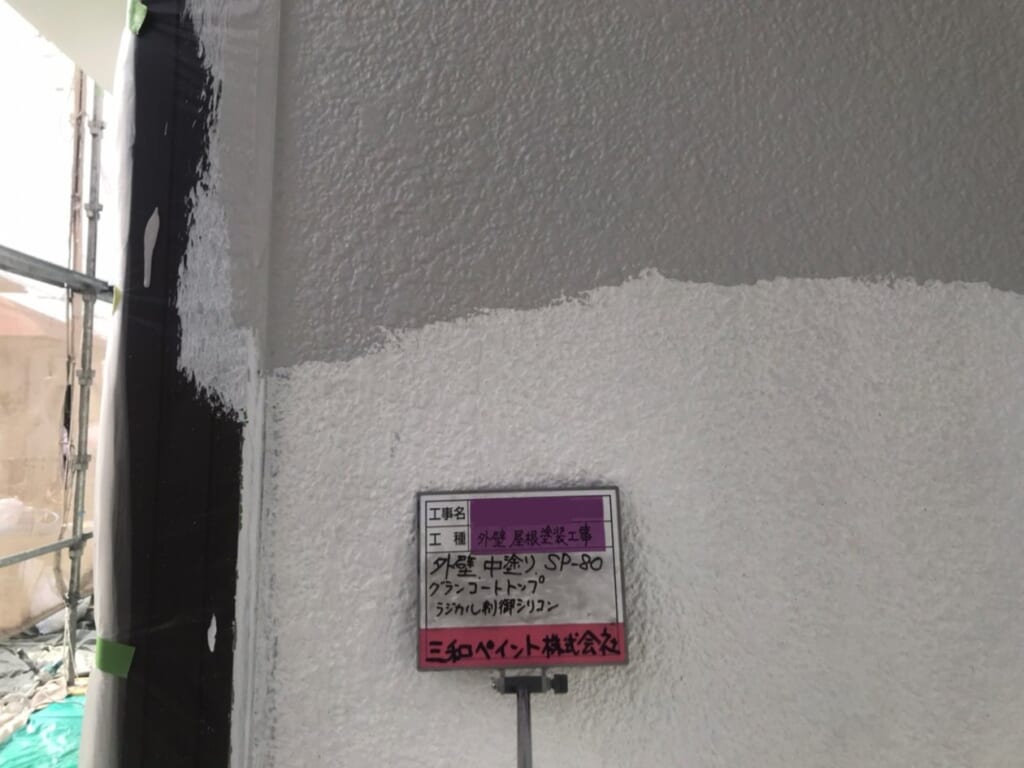 工事名
工 種 外壁 屋根塗装工事
外壁 中塗り SP-80
グランコートトップ
ラジカル制御シリコン
三和ペイント株式会社